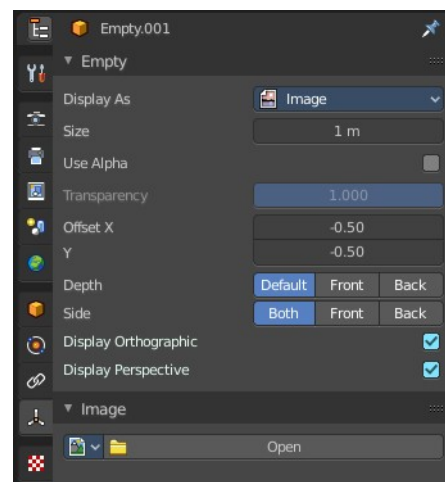 Empty.001
Empty
Display As Image
Size 1 m
Use Alpha
Transparency 1.000
Offset X -0.50
Y -0.50
Depth Default Front Back
Side Both Front Back
Display Orthographic
Display Perspective
Image
Open